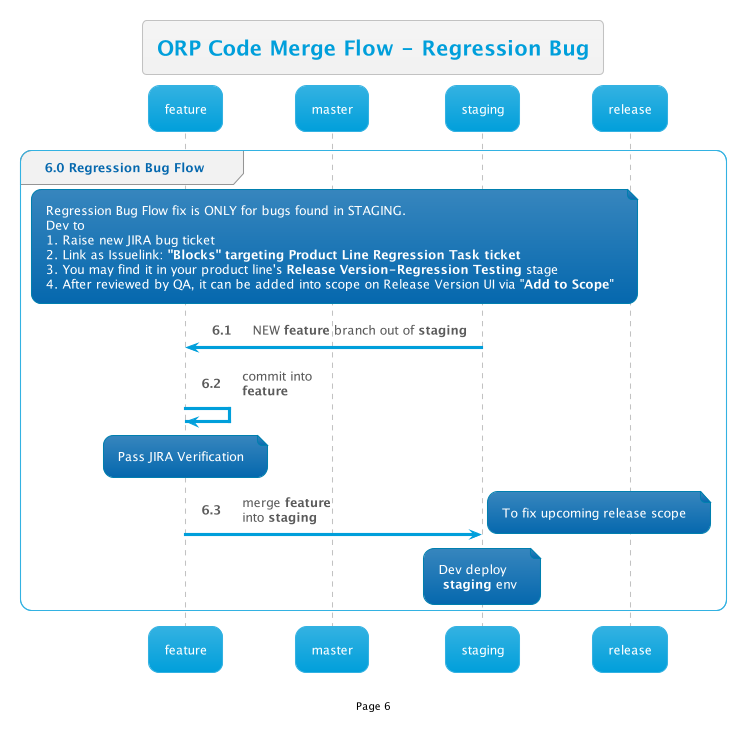 ORP Code Merge Flow - Regression Bug
feature
master
staging
release
6.0 Regression Bug Flow
Regression Bug Flow fix is ONLY for bugs found in STAGING.
Dev to
1. Raise new JIRA bug ticket
2. Link as Issuelink: "Blocks" targeting Product Line Regression Task ticket
3. You may find it in your product line's Release Version-Regression Testing stage
4. After reviewed by QA, it can be added into scope on Release Version UI via "Add to Scope"
6.1 NEW feature branch out of staging
6.2 commit into
feature
Pass JIRA Verification
6.3 merge feature
into staging
To fix upcoming release scope
Dev deploy
staging env
feature
master
staging
release
Page 6